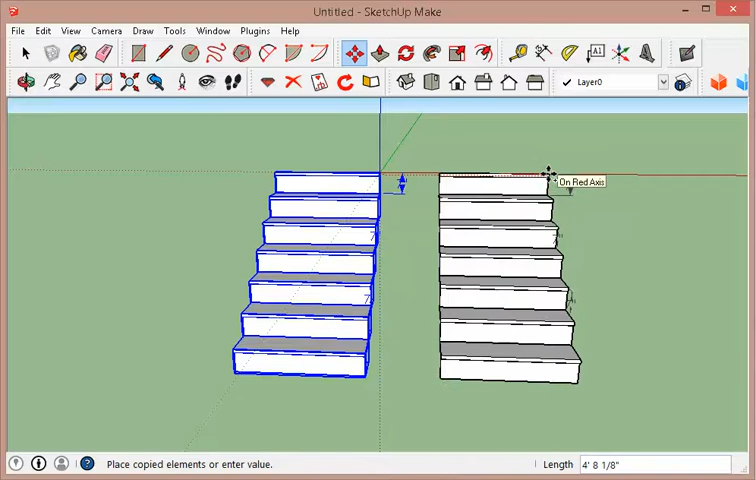 Untitled - SketchUp Make
File Edit View Camera Draw Tools Window Plugins Help
A1
Layer0
On Red Axis
Place copied elements or enter value.
Length 4' 8 1/8"